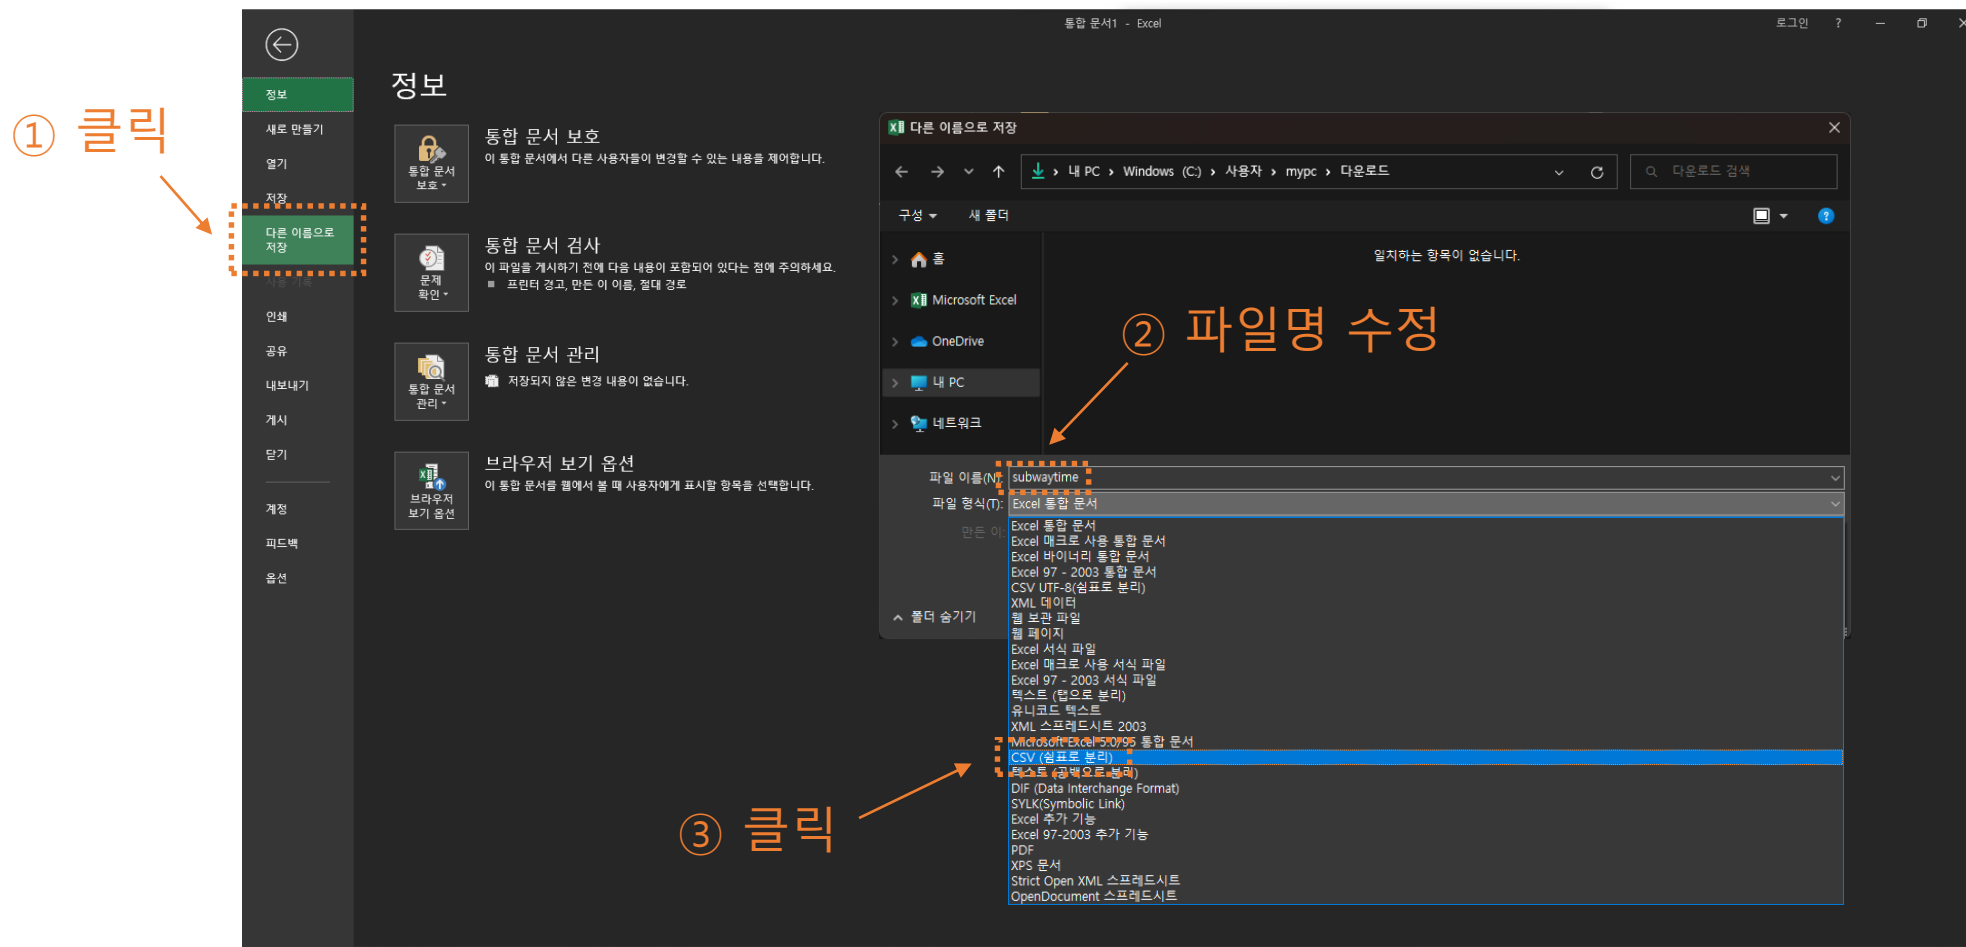 통합 문서1 - Excel
로그인 ?
정보
① 클릭
정보
새로 만들기
열기
저장
다른 이름으로
저장
사용 기록
인쇄
공유
내보내기
게시
닫기
계정
피드백
옵션
통합 문서
보호
통합 문서 보호
이 통합 문서에서 다른 사용자들이 변경할 수 있는 내용을 제어합니다.
문제
확인
통합 문서 검사
이 파일을 게시하기 전에 다음 내용이 포함되어 있다는 점에 주의하세요.
프린터 경고, 만든 이 이름, 절대 경로
통합 문서
관리
통합 문서 관리
저장되지 않은 변경 내용이 없습니다.
브라우저
보기 옵션
브라우저 보기 옵션
이 통합 문서를 웹에서 볼 때 사용자에게 표시할 항목을 선택합니다.
다른 이름으로 저장
내 PC › Windows (C:) › 사용자 › mypc › 다운로드
다운로드 검색
구성 새 폴더
홈
Microsoft Excel
OneDrive
내 PC
네트워크
일치하는 항목이 없습니다.
② 파일명 수정
파일 이름(N): subwaytime
파일 형식(T): Excel 통합 문서
만든 이:
폴더 숨기기
Excel 통합 문서
Excel 매크로 사용 통합 문서
Excel 바이너리 통합 문서
Excel 97 - 2003 통합 문서
CSV UTF-8(쉼표로 분리)
XML 데이터
웹 보관 파일
웹 페이지
Excel 서식 파일
Excel 매크로 사용 서식 파일
Excel 97 - 2003 서식 파일
텍스트 (탭으로 분리)
유니코드 텍스트
XML 스프레드시트 2003
Microsoft Excel 5.0/95 통합 문서
CSV (쉼표로 분리)
텍스트 (공백으로 분리)
DIF (Data Interchange Format)
SYLK(Symbolic Link)
Excel 추가 기능
Excel 97-2003 추가 기능
PDF
XPS 문서
Strict Open XML 스프레드시트
OpenDocument 스프레드시트
③ 클릭